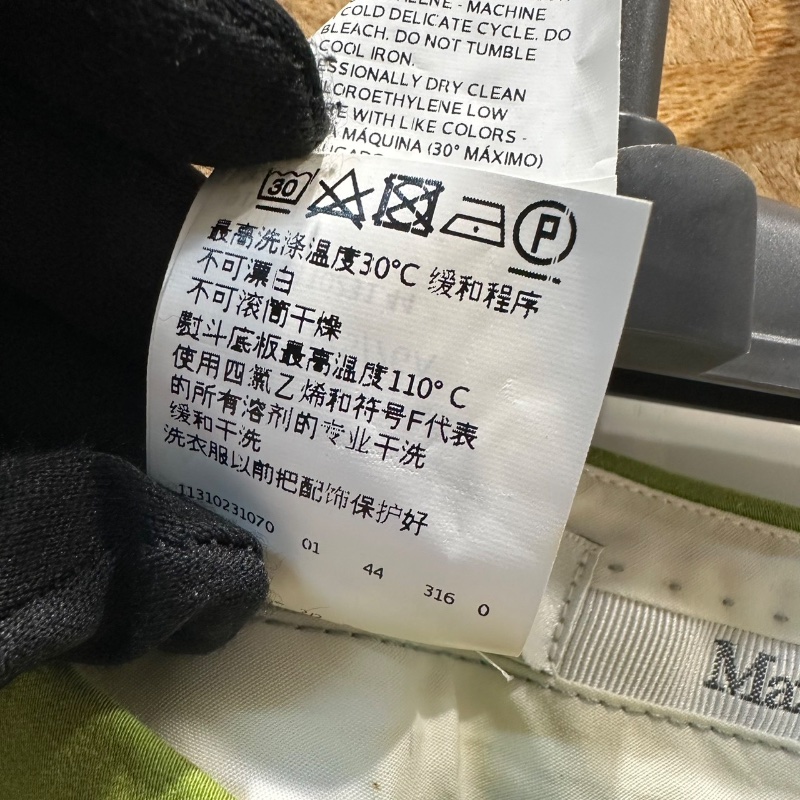 - MACHINE
COLD DELICATE CYCLE. DO
BLEACH. DO NOT TUMBLE
COOL IRON.
ESSIONALLY DRY CLEAN
LOROETHYLENE LOW
WITH LIKE COLORS -
MÁQUINA (30° MÁXIMO)
30 P
最高洗涤温度30°C 缓和程序
不可漂白
不可滚筒干燥
熨斗底板最高温度110°C
使用四氯乙烯和符号F代表
的所有溶剂的专业干洗
缓和干洗
洗衣服以前把配饰保护好
11310231070 01 44 316 0
Ma